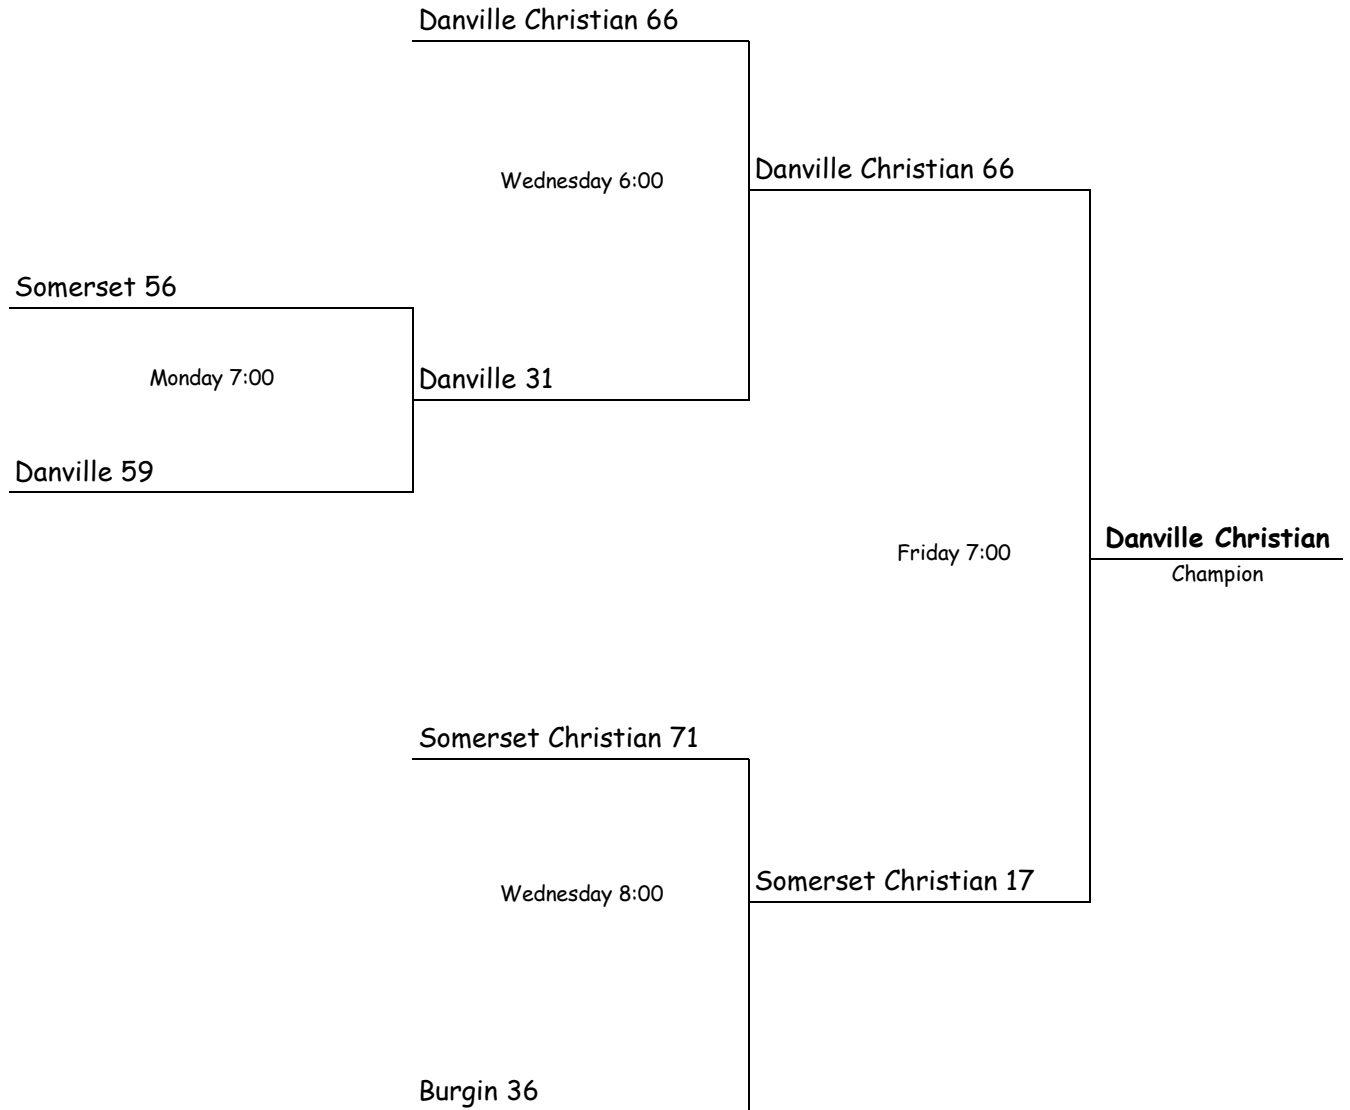 Danville Christian 66
Wednesday 6:00
Danville Christian 66
Somerset 56
Monday 7:00
Danville 31
Danville 59
Friday 7:00
Danville Christian
Champion
Somerset Christian 71
Wednesday 8:00
Somerset Christian 17
Burgin 36